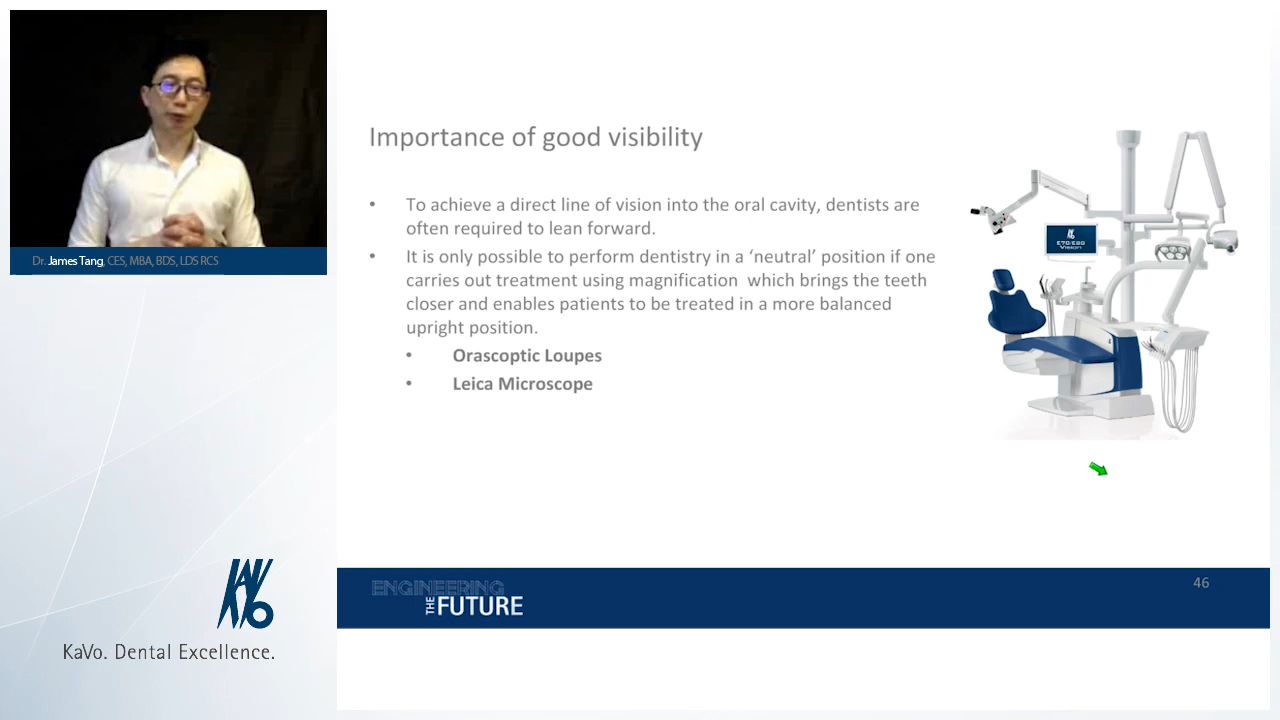 Dr. James Tang, CES, MBA, BDS, LDS RCS
KaVo
KaVo. Dental Excellence.
Importance of good visibility
• To achieve a direct line of vision into the oral cavity, dentists are
often required to lean forward.
• It is only possible to perform dentistry in a ‘neutral’ position if one
carries out treatment using magnification which brings the teeth
closer and enables patients to be treated in a more balanced
upright position.
• Orascoptic Loupes
• Leica Microscope
E70/E80
Vision
ENGINEERING
THE FUTURE
46